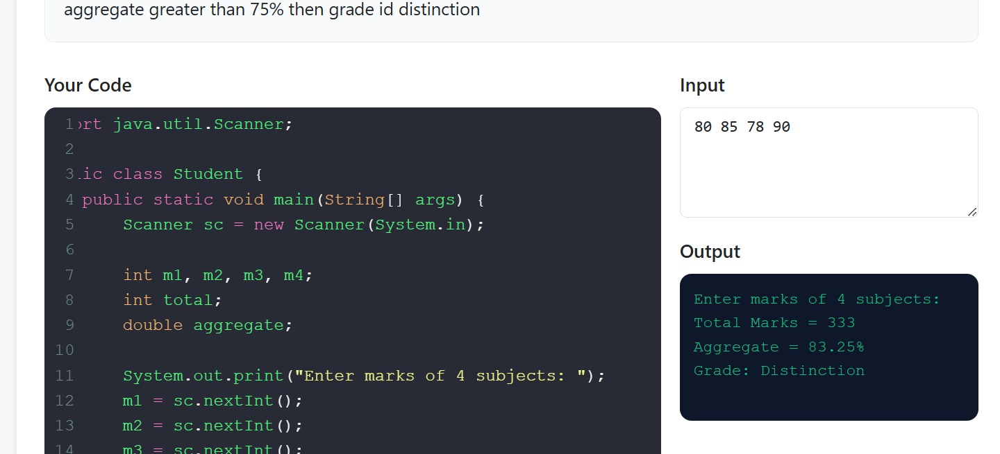 aggregate greater than 75% then grade id distinction
Your Code
1 ort java.util.Scanner;
2
3 ic class Student {
4 public static void main(String[] args) {
5 Scanner sc = new Scanner(System.in);
6
7 int m1, m2, m3, m4;
8 int total;
9 double aggregate;
10
11 System.out.print("Enter marks of 4 subjects: ");
12 m1 = sc.nextInt();
13 m2 = sc.nextInt();
14 m3 = sc.nextInt();
Input
80 85 78 90
Output
Enter marks of 4 subjects:
Total Marks = 333
Aggregate = 83.25%
Grade: Distinction